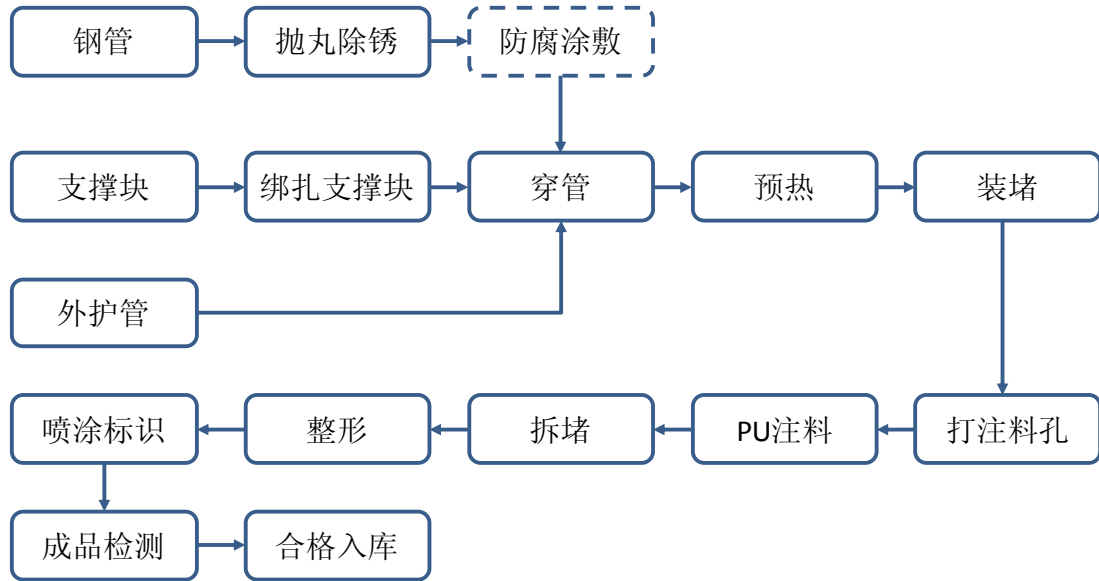 钢管
抛丸除锈
防腐涂敷
支撑块
绑扎支撑块
穿管
预热
装堵
外护管
喷涂标识
整形
拆堵
PU注料
打注料孔
成品检测
合格入库